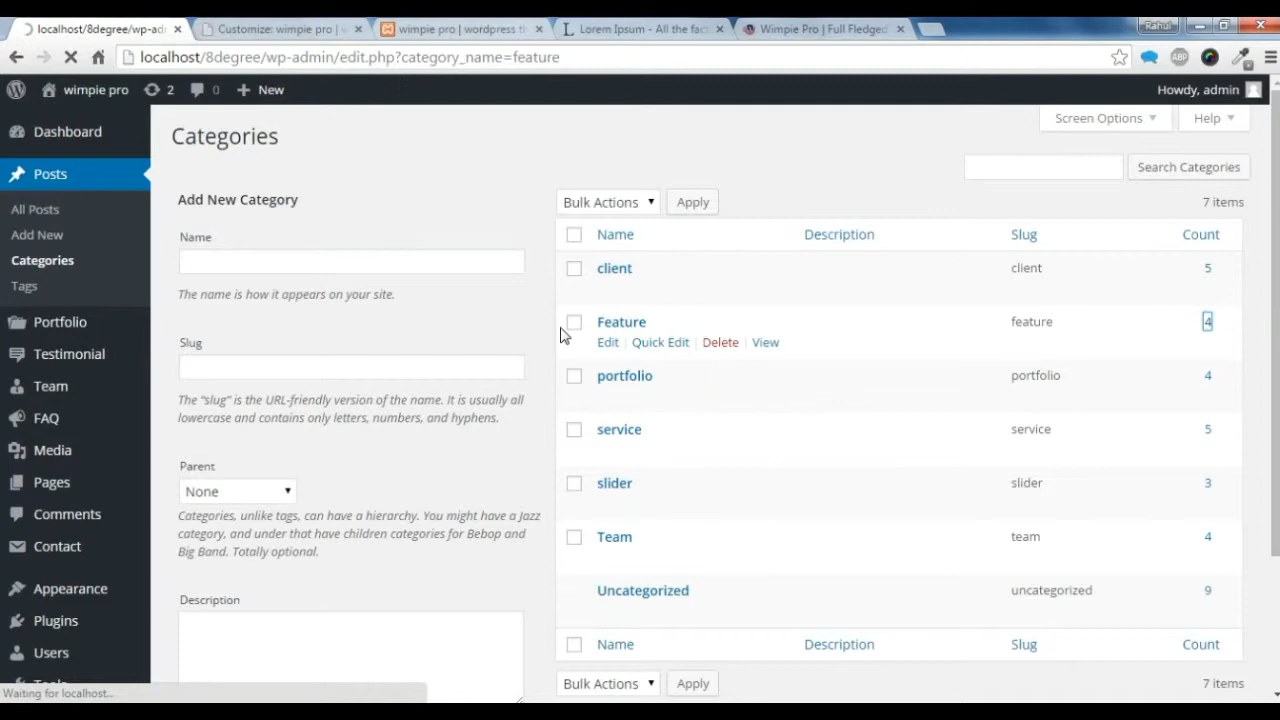 localhost/8degree/wp-adn
Customize: wimpie pro |
wimpie pro | wordpress th
Lorem Ipsum - All the fact
Wimpie Pro | Full Fledged
Rahul
localhost/8degree/wp-admin/edit.php?category_name=feature
ABP
wimpie pro
2
0
New
Howdy, admin
Dashboard
Posts
All Posts
Add New
Categories
Tags
Portfolio
Testimonial
Team
FAQ
Media
Pages
Comments
Contact
Appearance
Plugins
Users
Tools
Waiting for localhost...
Categories
Screen Options
Help
Search Categories
Add New Category
Name
The name is how it appears on your site.
Slug
The “slug” is the URL-friendly version of the name. It is usually all
lowercase and contains only letters, numbers, and hyphens.
Parent
None
Categories, unlike tags, can have a hierarchy. You might have a Jazz
category, and under that have children categories for Bebop and
Big Band. Totally optional.
Description
Bulk Actions Apply 7 items
Name Description Slug Count
client client 5
Feature feature 4
Edit | Quick Edit | Delete | View
portfolio portfolio 4
service service 5
slider slider 3
Team team 4
Uncategorized uncategorized 9
Name Description Slug Count
Bulk Actions Apply 7 items